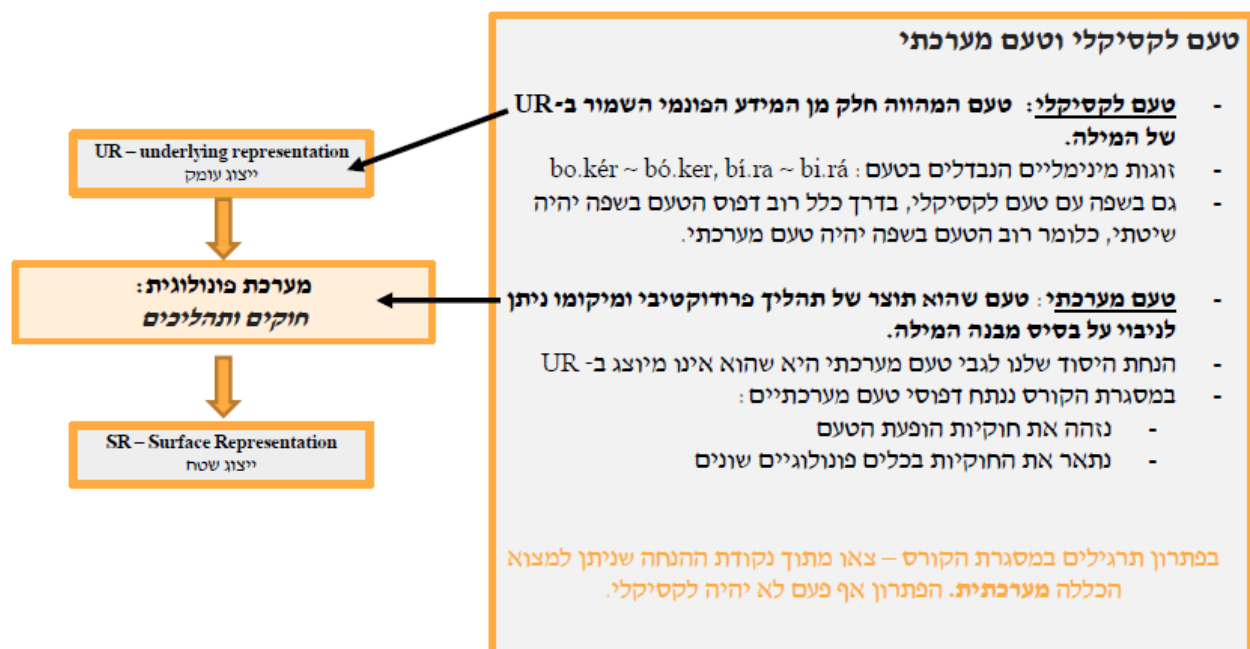 טעם לקסיקלי וטעם מערכתי
- טעם לקסיקלי: טעם המהווה חלק מן המידע הפונמי השמור ב-UR
של המילה.
- זוגות מינימליים הנבדלים בטעם: bo.kér ~ bó.ker, bí.ra ~ bi.rá
- גם בשפה עם טעם לקסיקלי, בדרך כלל רוב דפוס הטעם בשפה יהיה
שיטתי, כלומר רוב הטעם בשפה יהיה טעם מערכתי.
- טעם מערכתי: טעם שהוא תוצר של תהליך פרודוקטיבי ומיקומו ניתן
לניבוי על בסיס מבנה המילה.
- הנחת היסוד שלנו לגבי טעם מערכתי היא שהוא אינו מיוצג ב- UR
- במסגרת הקורס ננתח דפוסי טעם מערכתיים:
- נזהה את חוקיות הופעת הטעם
- נתאר את החוקיות בכלים פונולוגיים שונים
בפתרון תרגילים במסגרת הקורס – צאו מתוך נקודת ההנחה שניתן למצוא
הכללה מערכתית. הפתרון אף פעם לא יהיה לקסיקלי.
UR – underlying representation
ייצוג עומק
מערכת פונולוגית:
חוקים ותהליכים
SR – Surface Representation
ייצוג שטח